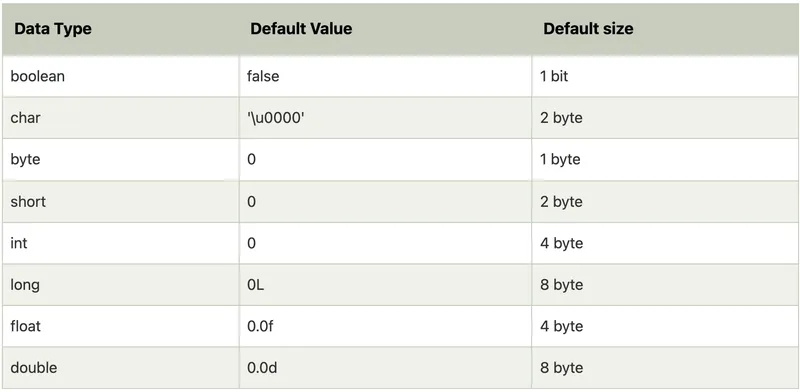 Data Type Default Value Default size
boolean false 1 bit
char '\u0000' 2 byte
byte 0 1 byte
short 0 2 byte
int 0 4 byte
long 0L 8 byte
float 0.0f 4 byte
double 0.0d 8 byte